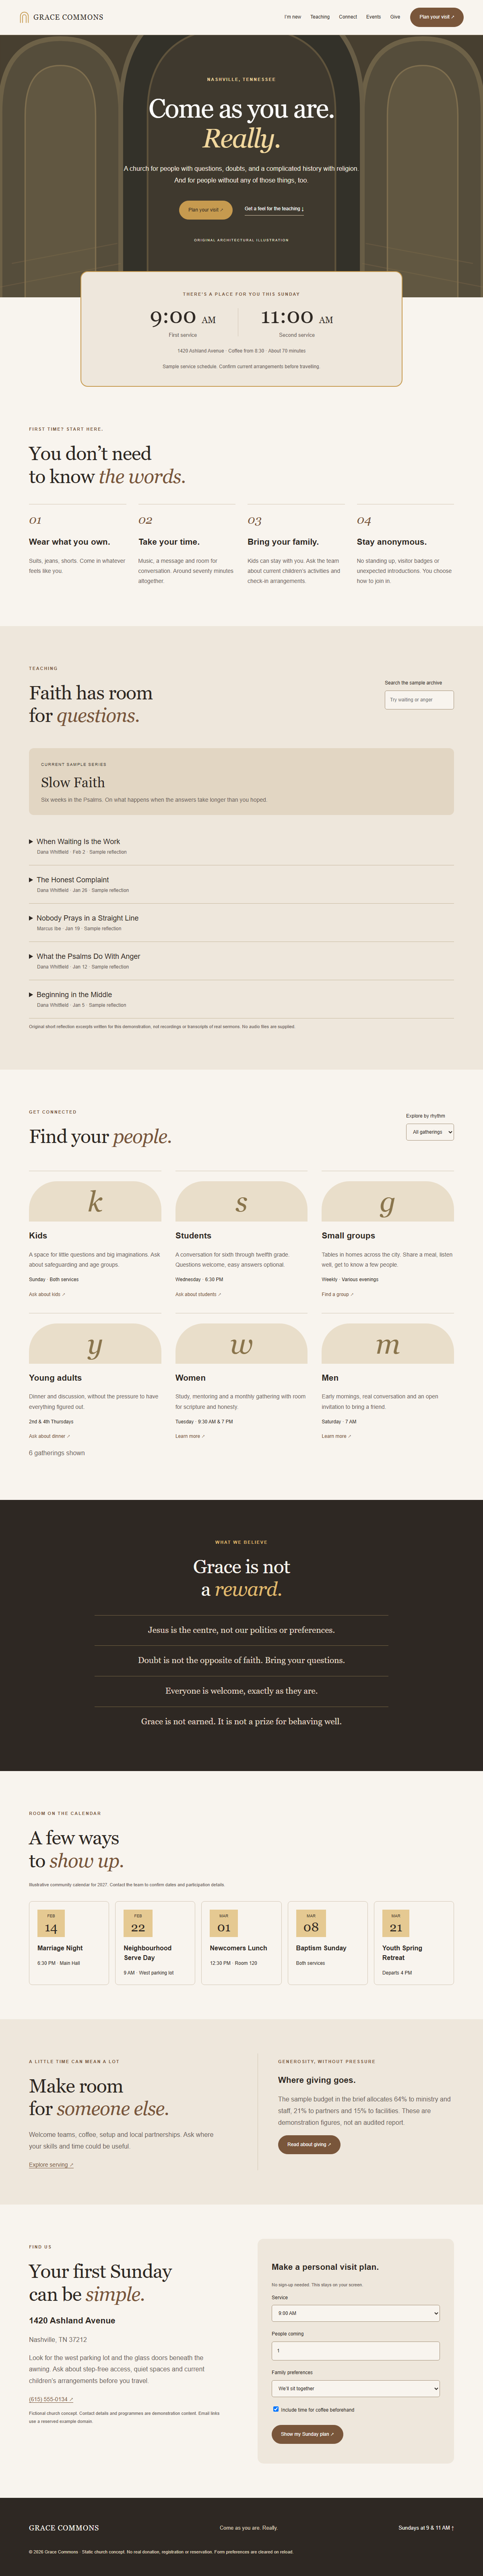 GRACE COMMONS
I'm new
Teaching
Connect
Events
Give
Plan your visit ↗
NASHVILLE, TENNESSEE
Come as you are.
Really.
A church for people with questions, doubts, and a complicated history with religion.
And for people without any of those things, too.
Plan your visit ↗
Get a feel for the teaching ↓
ORIGINAL ARCHITECTURAL ILLUSTRATION
THERE'S A PLACE FOR YOU THIS SUNDAY
9:00 AM
First service
11:00 AM
Second service
1420 Ashland Avenue · Coffee from 8:30 · About 70 minutes
Sample service schedule. Confirm current arrangements before travelling.
FIRST TIME? START HERE.
You don't need
to know the words.
01
Wear what you own.
Suits, jeans, shorts. Come in whatever
feels like you.
02
Take your time.
Music, a message and room for
conversation. Around seventy minutes
altogether.
03
Bring your family.
Kids can stay with you. Ask the team
about current children's activities and
check-in arrangements.
04
Stay anonymous.
No standing up, visitor badges or
unexpected introductions. You choose
how to join in.
TEACHING
Faith has room
for questions.
Search the sample archive
Try waiting or anger
CURRENT SAMPLE SERIES
Slow Faith
Six weeks in the Psalms. On what happens when the answers take longer than you hoped.
When Waiting Is the Work
Dana Whitfield · Feb 2 · Sample reflection
The Honest Complaint
Dana Whitfield · Jan 26 · Sample reflection
Nobody Prays in a Straight Line
Marcus Ibe · Jan 19 · Sample reflection
What the Psalms Do With Anger
Dana Whitfield · Jan 12 · Sample reflection
Beginning in the Middle
Dana Whitfield · Jan 5 · Sample reflection
Original short reflection excerpts written for this demonstration, not recordings or transcripts of real sermons. No audio files are supplied.
GET CONNECTED
Find your people.
Explore by rhythm
All gatherings
k
Kids
A space for little questions and big imaginations. Ask
about safeguarding and age groups.
Sunday · Both services
Ask about kids ↗
s
Students
A conversation for sixth through twelfth grade.
Questions welcome, easy answers optional.
Wednesday · 6:30 PM
Ask about students ↗
g
Small groups
Tables in homes across the city. Share a meal, listen
well, get to know a few people.
Weekly · Various evenings
Find a group ↗
y
Young adults
Dinner and discussion, without the pressure to have
everything figured out.
2nd & 4th Thursdays
Ask about dinner ↗
w
Women
Study, mentoring and a monthly gathering with room
for scripture and honesty.
Tuesday · 9:30 AM & 7 PM
Learn more ↗
m
Men
Early mornings, real conversation and an open
invitation to bring a friend.
Saturday · 7 AM
Learn more ↗
6 gatherings shown
WHAT WE BELIEVE
Grace is not
a reward.
Jesus is the centre, not our politics or preferences.
Doubt is not the opposite of faith. Bring your questions.
Everyone is welcome, exactly as they are.
Grace is not earned. It is not a prize for behaving well.
ROOM ON THE CALENDAR
A few ways
to show up.
Illustrative community calendar for 2027. Contact the team to confirm dates and participation details.
FEB
14
Marriage Night
6:30 PM · Main Hall
FEB
22
Neighbourhood
Serve Day
9 AM · West parking lot
MAR
01
Newcomers Lunch
12:30 PM · Room 120
MAR
08
Baptism Sunday
Both services
MAR
21
Youth Spring
Retreat
Departs 4 PM
A LITTLE TIME CAN MEAN A LOT
Make room
for someone else.
Welcome teams, coffee, setup and local partnerships. Ask where
your skills and time could be useful.
Explore serving ↗
GENEROSITY, WITHOUT PRESSURE
Where giving goes.
The sample budget in the brief allocates 64% to ministry and
staff, 21% to partners and 15% to facilities. These are
demonstration figures, not an audited report.
Read about giving ↗
FIND US
Your first Sunday
can be simple.
1420 Ashland Avenue
Nashville, TN 37212
Look for the west parking lot and the glass doors beneath the
awning. Ask about step-free access, quiet spaces and current
children's arrangements before you travel.
(615) 555-0134 ↗
Fictional church concept. Contact details and programmes are demonstration content. Email links
use a reserved example domain.
Make a personal visit plan.
No sign-up needed. This stays on your screen.
Service
9:00 AM
People coming
1
Family preferences
We'll sit together
Include time for coffee beforehand
Show my Sunday plan ↗
GRACE COMMONS
Come as you are. Really.
Sundays at 9 & 11 AM ↑
© 2026 Grace Commons · Static church concept. No real donation, registration or reservation. Form preferences are cleared on reload.